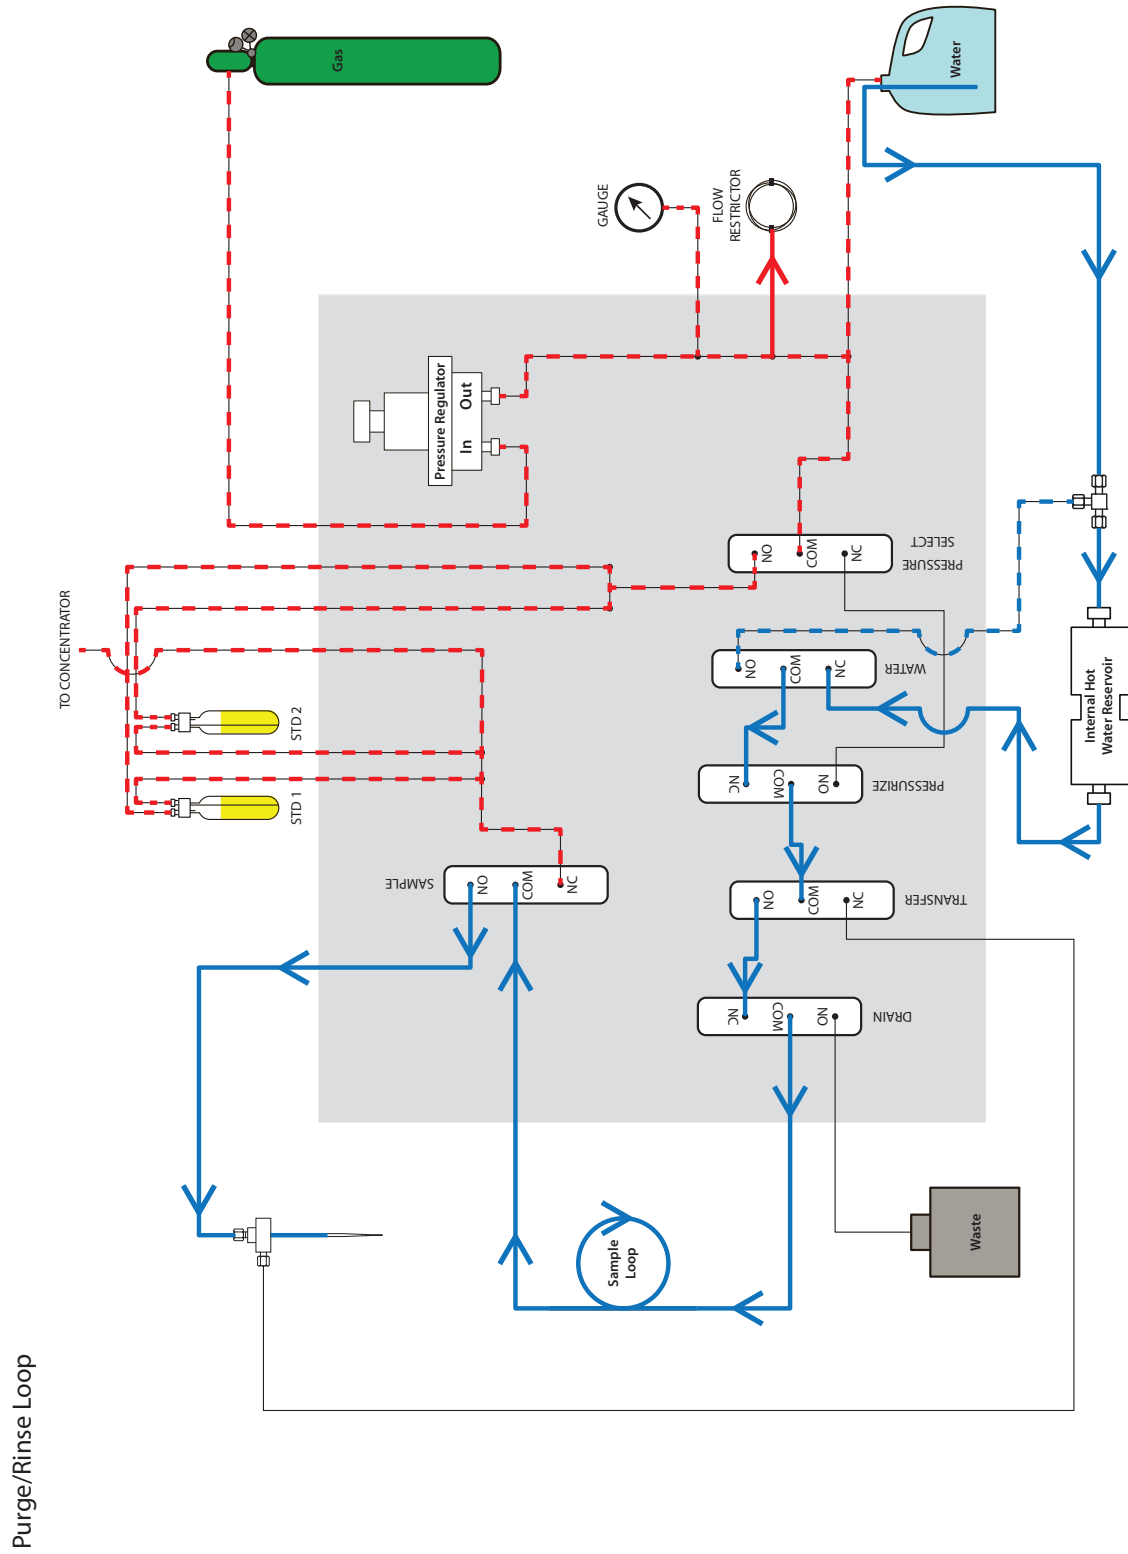 Purge/Rinse Loop
TO CONCENTRATOR
Gas
Water
GAUGE
FLOW
RESTRICTOR
Pressure Regulator
In
Out
STD 2
STD 1
NO
COM
NC
PRESSURE
SELECT
NO
COM
NC
WATER
NC
COM
NO
PRESSURIZE
SAMPLE
NO
COM
NC
NO
COM
NC
TRANSFER
NC
COM
NO
DRAIN
Internal Hot
Water Reservoir
Sample
Loop
Waste